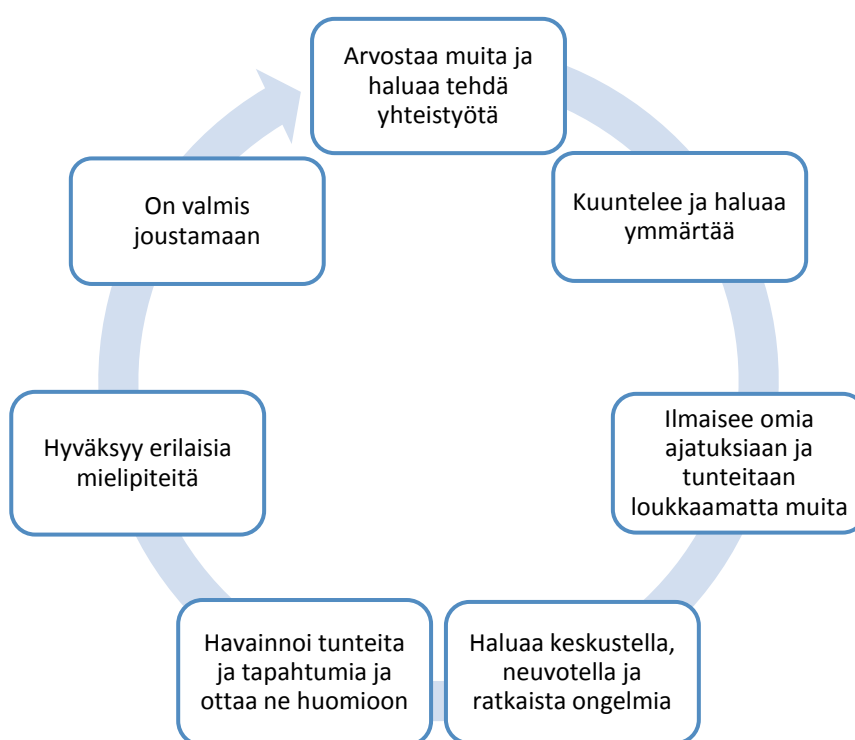 Arvostaa muita ja
haluaa tehdä
yhteistyötä
Kuuntelee ja haluaa
ymmärtää
Ilmaisee omia
ajatuksiaan ja
tunteitaan
loukkaamatta muita
Haluaa keskustella,
neuvotella ja
ratkaista ongelmia
Havainnoi tunteita
ja tapahtumia ja
ottaa ne huomioon
Hyväksyy erilaisia
mielipiteitä
On valmis
joustamaan